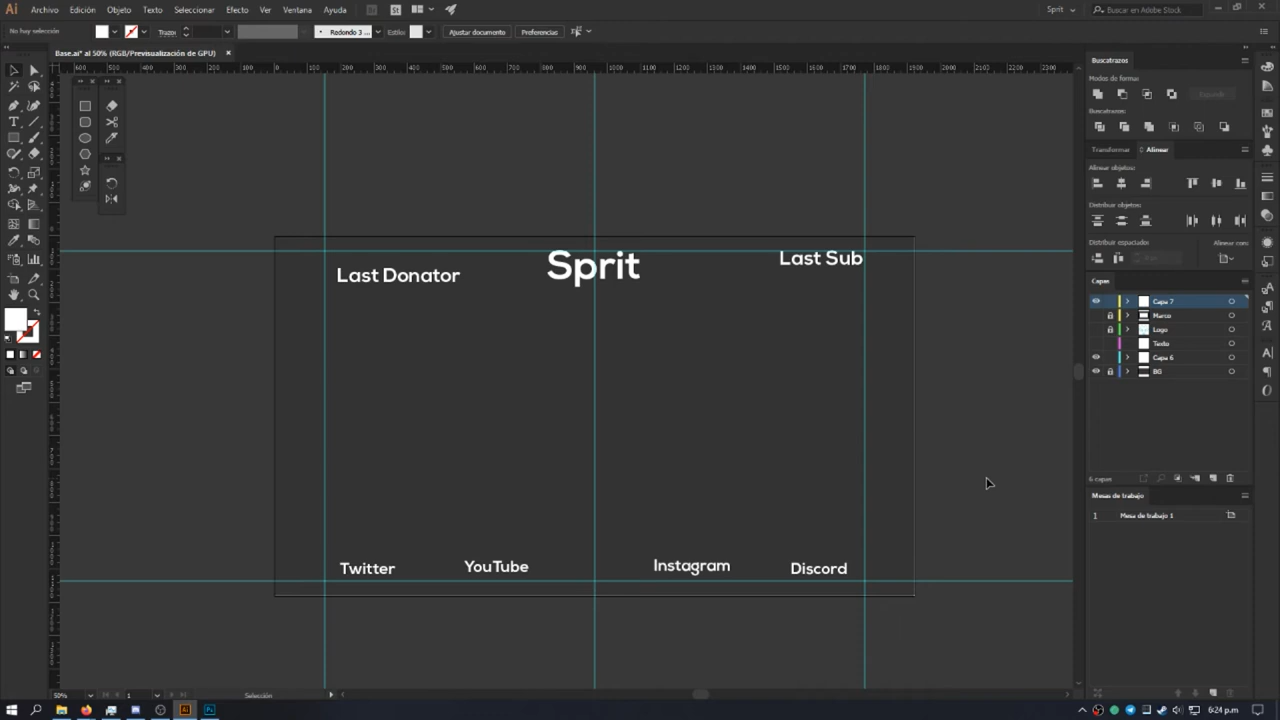 Archivo Edición Objeto Texto Seleccionar Efecto Ver Ventana Ayuda
Sprit
Buscar en Adobe Stock
No hay selección
Trazo:
Redondo 3 ...
Estilo:
Ajustar documento
Preferencias
Base.ai* al 50% (RGB/Previsualización de GPU)
Buscatrazos
Modos de forma:
Expandir
Buscatrazos:
Transformar
Alinear
Alinear objetos:
Distribuir objetos:
Distribuir espaciado:
Alinear con:
Last Donator
Sprit
Last Sub
Twitter
YouTube
Instagram
Discord
Capas
Capa 7
Marco
Logo
Texto
Capa 6
BG
6 capas
Mesas de trabajo
1 Mesa de trabajo 1
50%
1
Selección
6:24 p.m.